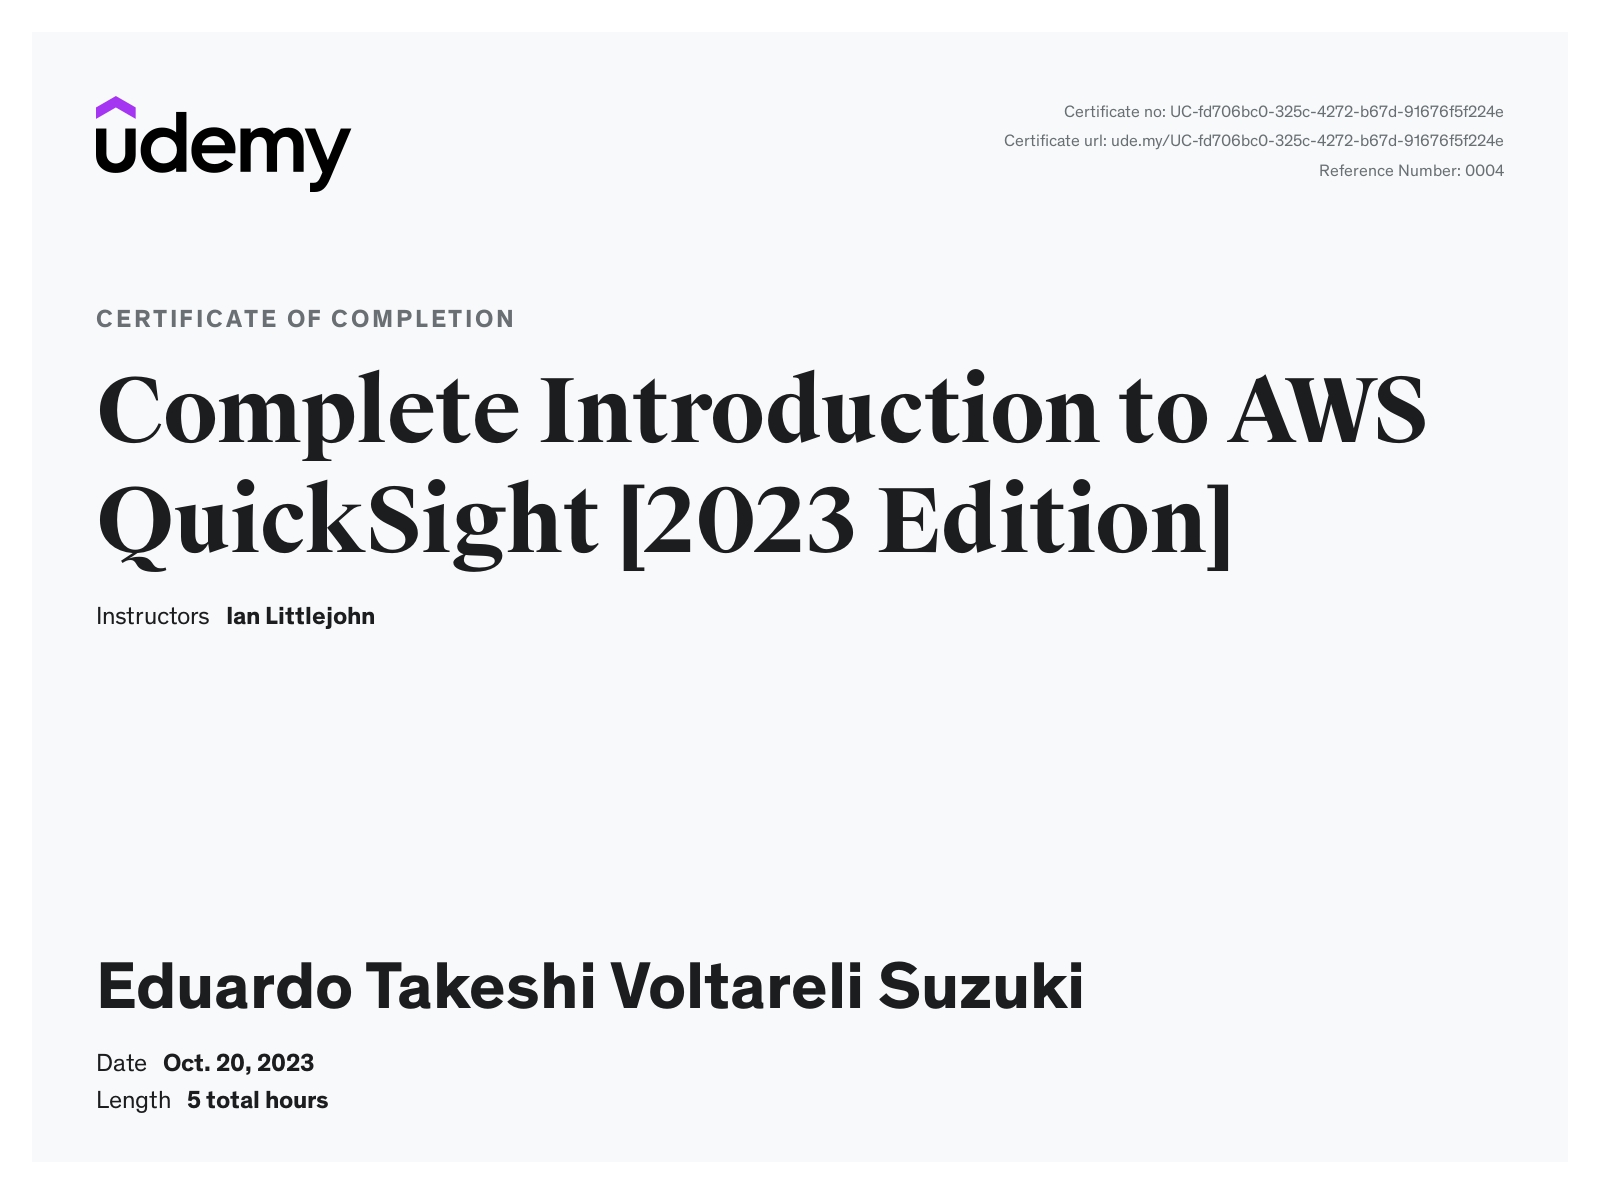 udemy
Certificate no: UC-fd706bc0-325c-4272-b67d-91676f5f224e
Certificate url: ude.my/UC-fd706bc0-325c-4272-b67d-91676f5f224e
Reference Number: 0004
CERTIFICATE OF COMPLETION
Complete Introduction to AWS
QuickSight [2023 Edition]
Instructors Ian Littlejohn
Eduardo Takeshi Voltareli Suzuki
Date Oct. 20, 2023
Length 5 total hours